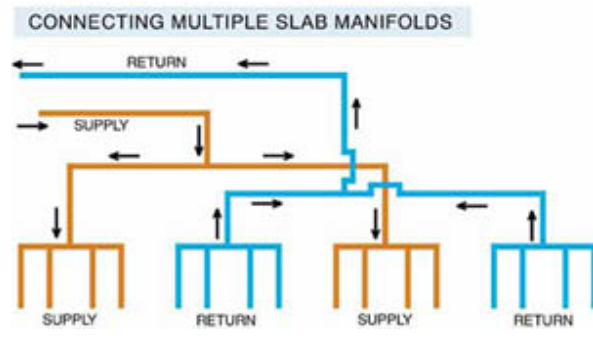 CONNECTING MULTIPLE SLAB MANIFOLDS
RETURN
SUPPLY
SUPPLY
RETURN
SUPPLY
RETURN